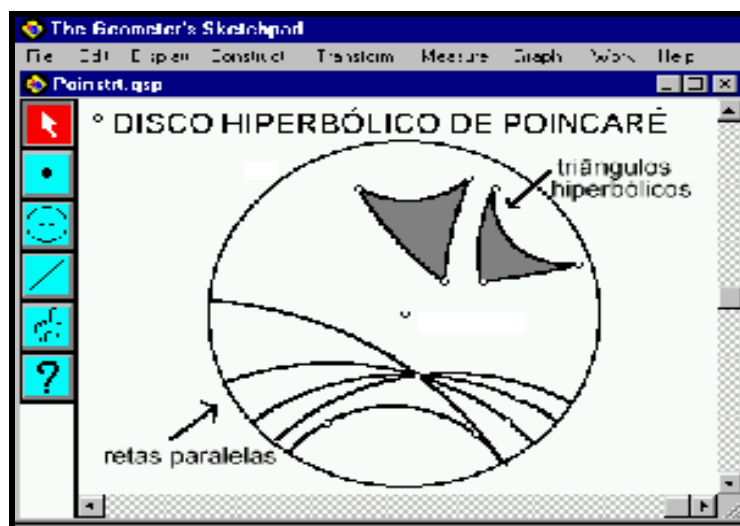 The Geometer's Sketchpad
File Edit Display Construct Transform Measure Graph Work Help
Poinstrt.gsp
° DISCO HIPERBÓLICO DE POINCARÉ
triângulos
hiperbólicos
?
retas paralelas